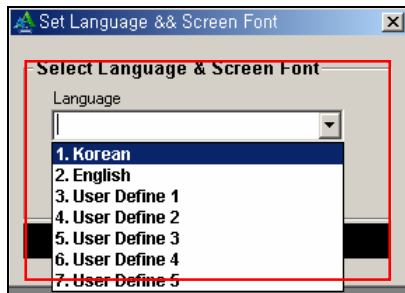 Set Language && Screen Font
Select Language & Screen Font
Language
1. Korean
2. English
3. User Define 1
4. User Define 2
5. User Define 3
6. User Define 4
7. User Define 5